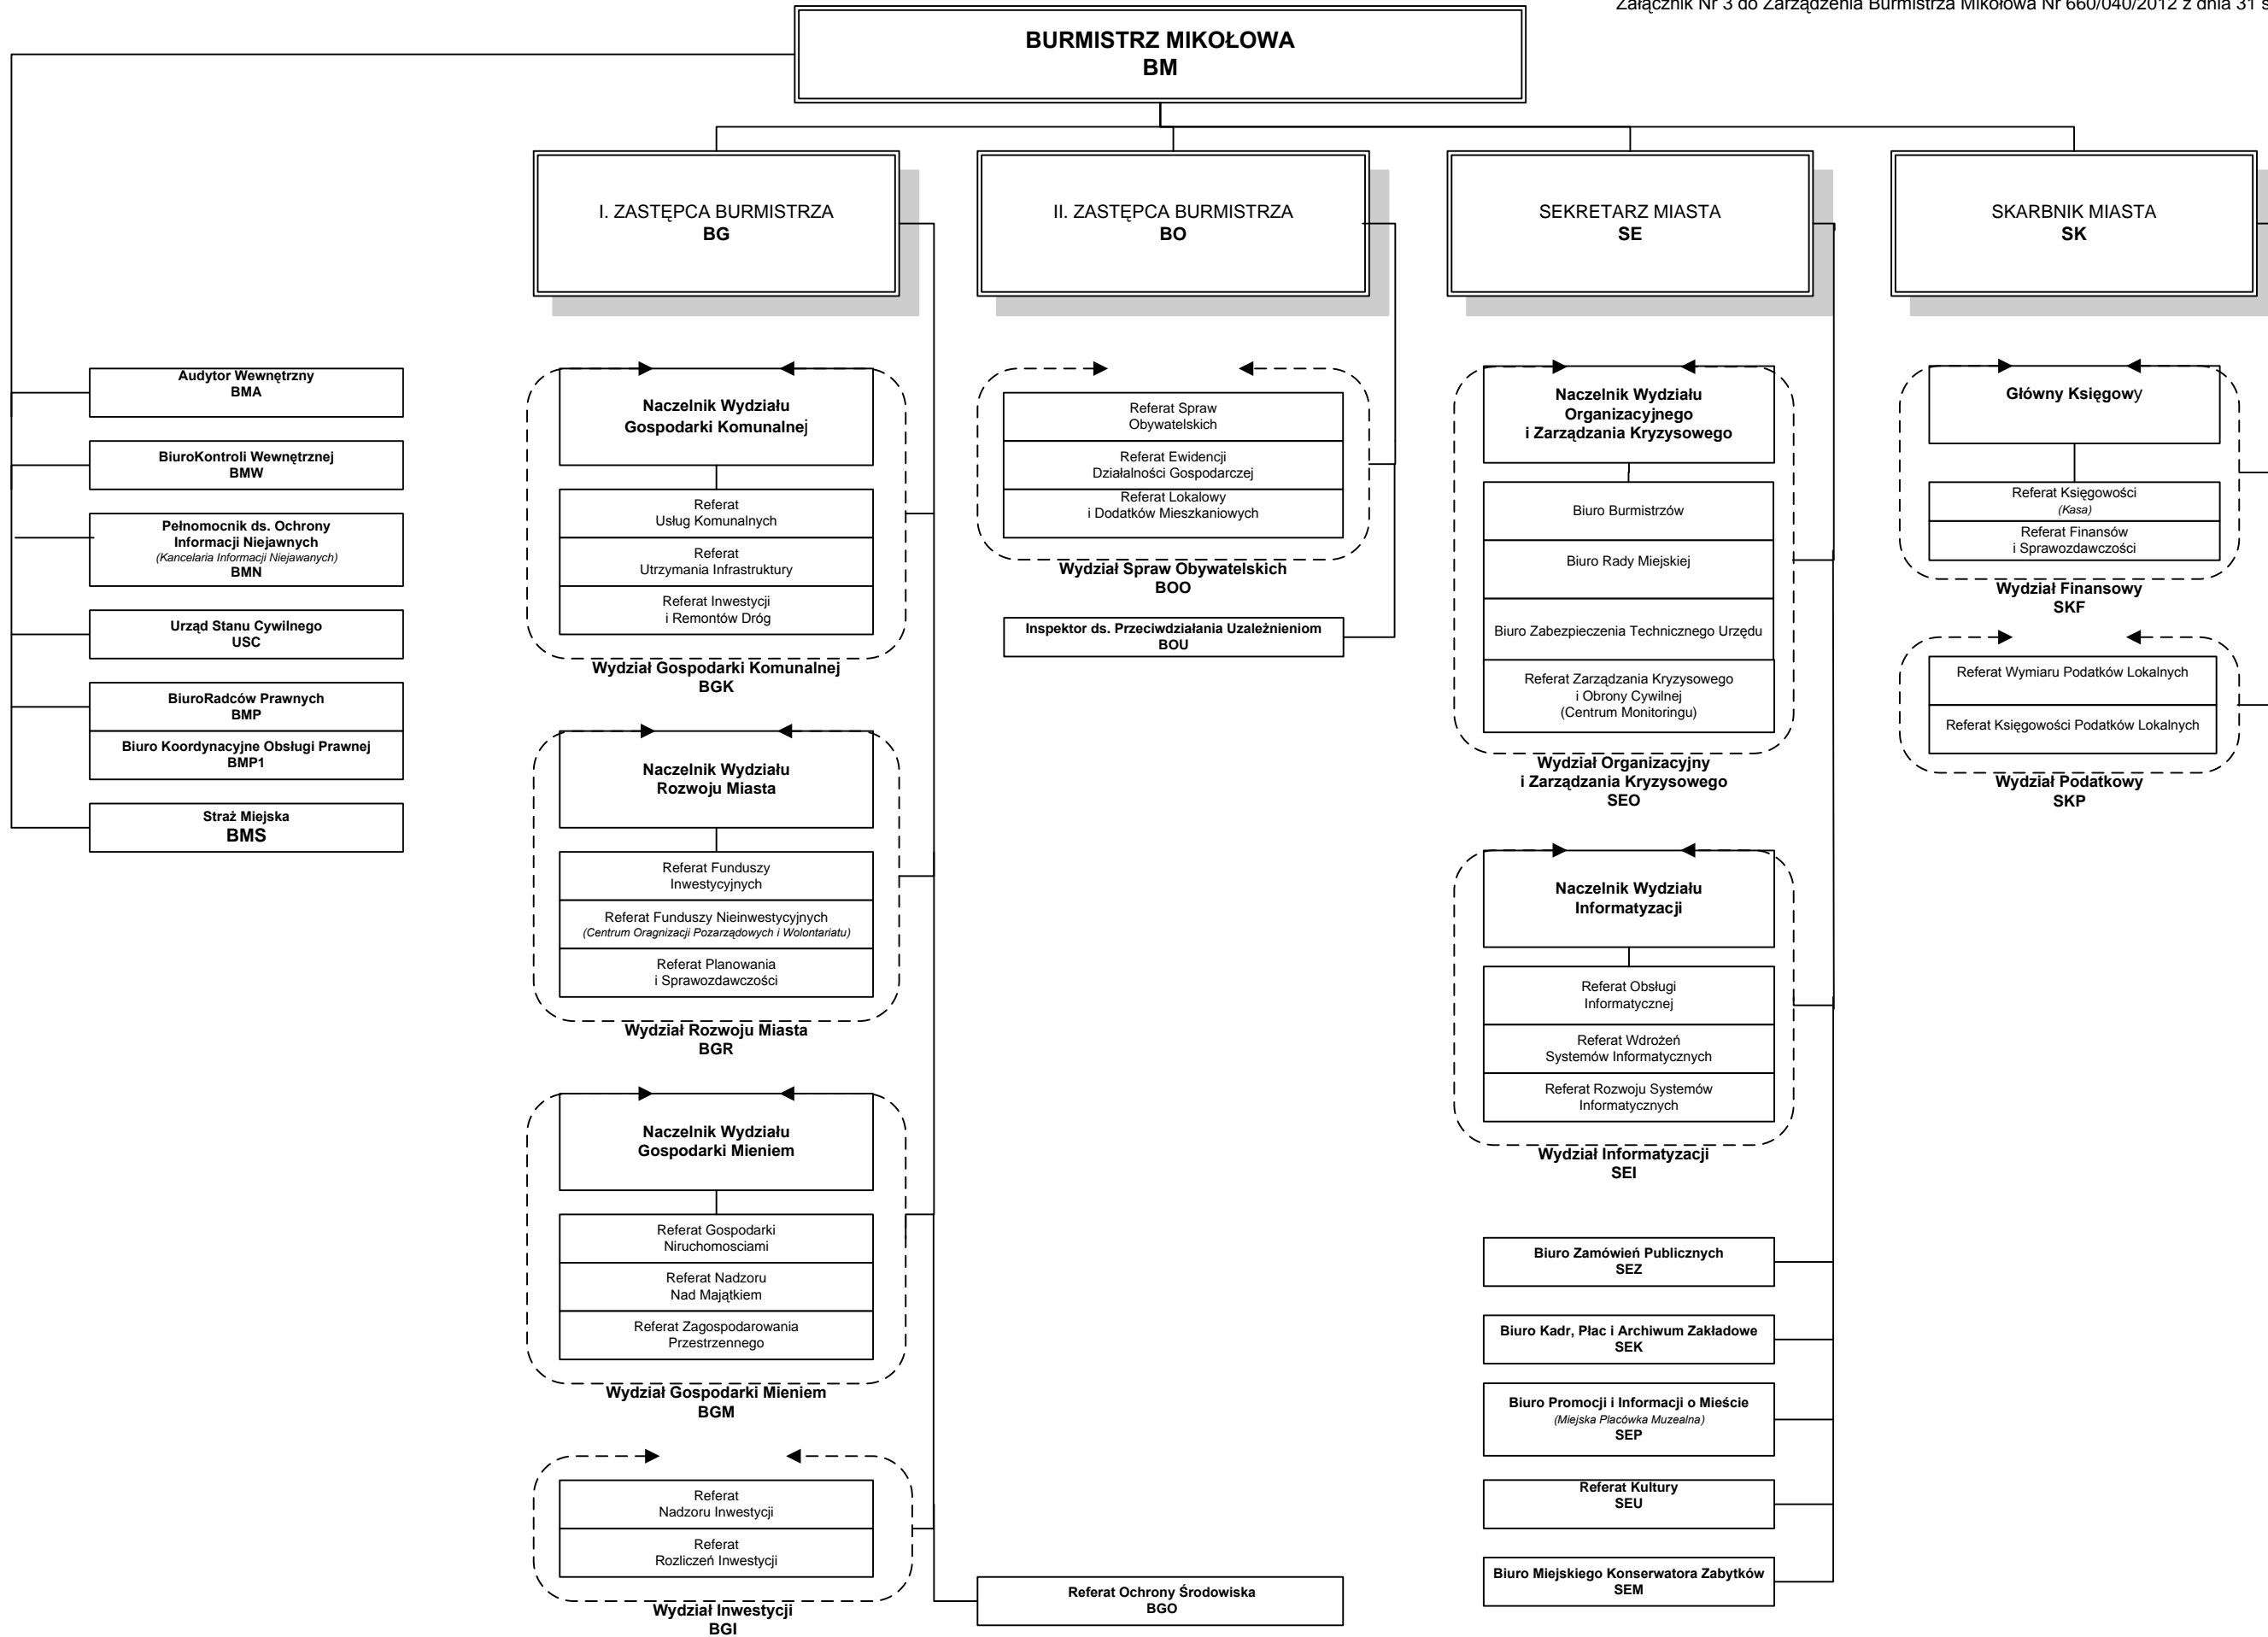 Załącznik Nr 3 do Zarządzenia Burmistrza Mikołowa Nr 660/040/2012 z dnia 31 s
BURMISTRZ MIKOŁOWA
BM
I. ZASTĘPCA BURMISTRZA
BG
II. ZASTĘPCA BURMISTRZA
BO
SEKRETARZ MIASTA
SE
SKARBNIK MIASTA
SK
Audytor Wewnętrzny
BMA
BiuroKontroli Wewnętrznej
BMW
Pełnomocnik ds. Ochrony
Informacji Niejawnych
(Kancelaria Informacji Niejawanych)
BMN
Urząd Stanu Cywilnego
USC
BiuroRadców Prawnych
BMP
Biuro Koordynacyjne Obsługi Prawnej
BMP1
Straż Miejska
BMS
Naczelnik Wydziału
Gospodarki Komunalnej
Referat
Usług Komunalnych
Referat
Utrzymania Infrastruktury
Referat Inwestycji
i Remontów Dróg
Wydział Gospodarki Komunalnej
BGK
Naczelnik Wydziału
Rozwoju Miasta
Referat Funduszy
Inwestycyjnych
Referat Funduszy Nieinwestycyjnych
(Centrum Oragnizacji Pozarządowych i Wolontariatu)
Referat Planowania
i Sprawozdawczości
Wydział Rozwoju Miasta
BGR
Naczelnik Wydziału
Gospodarki Mieniem
Referat Gospodarki
Niruchomosciami
Referat Nadzoru
Nad Majątkiem
Referat Zagospodarowania
Przestrzennego
Wydział Gospodarki Mieniem
BGM
Referat
Nadzoru Inwestycji
Referat
Rozliczeń Inwestycji
Wydział Inwestycji
BGI
Referat Spraw
Obywatelskich
Referat Ewidencji
Działalności Gospodarczej
Referat Lokalowy
i Dodatków Mieszkaniowych
Wydział Spraw Obywatelskich
BOO
Inspektor ds. Przeciwdziałania Uzależnieniom
BOU
Referat Ochrony Środowiska
BGO
Naczelnik Wydziału
Organizacyjnego
i Zarządzania Kryzysowego
Biuro Burmistrzów
Biuro Rady Miejskiej
Biuro Zabezpieczenia Technicznego Urzędu
Referat Zarządzania Kryzysowego
i Obrony Cywilnej
(Centrum Monitoringu)
Wydział Organizacyjny
i Zarządzania Kryzysowego
SEO
Naczelnik Wydziału
Informatyzacji
Referat Obsługi
Informatycznej
Referat Wdrożeń
Systemów Informatycznych
Referat Rozwoju Systemów
Informatycznych
Wydział Informatyzacji
SEI
Biuro Zamówień Publicznych
SEZ
Biuro Kadr, Płac i Archiwum Zakładowe
SEK
Biuro Promocji i Informacji o Mieście
(Miejska Placówka Muzealna)
SEP
Referat Kultury
SEU
Biuro Miejskiego Konserwatora Zabytków
SEM
Główny Księgowy
Referat Księgowości
(Kasa)
Referat Finansów
i Sprawozdawczości
Wydział Finansowy
SKF
Referat Wymiaru Podatków Lokalnych
Referat Księgowości Podatków Lokalnych
Wydział Podatkowy
SKP